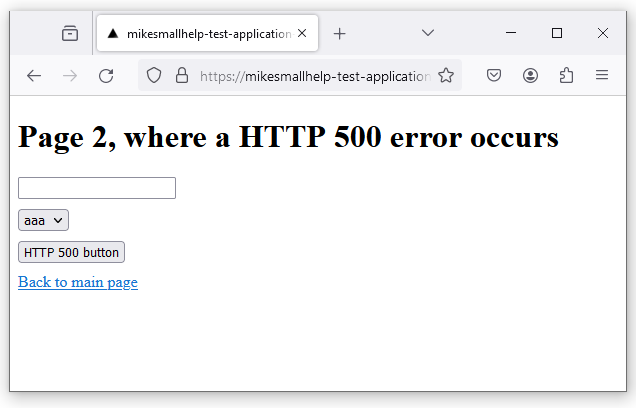 mikesmallhelp-test-application
https://mikesmallhelp-test-application
Page 2, where a HTTP 500 error occurs
aaa
HTTP 500 button
Back to main page